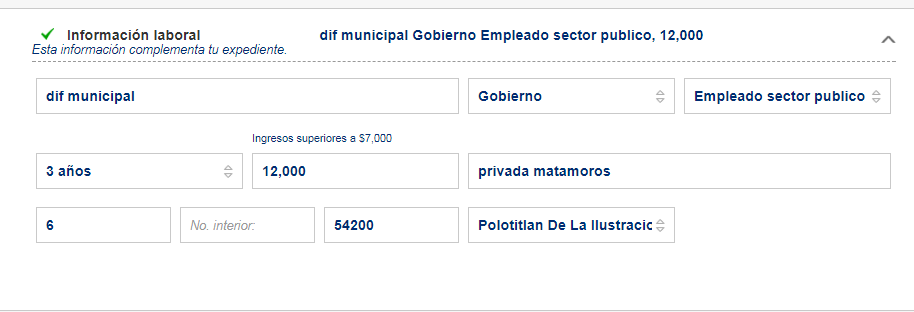 Información laboral dif municipal Gobierno Empleado sector publico, 12,000
Esta información complementa tu expediente.
dif municipal Gobierno Empleado sector publico
Ingresos superiores a $7,000
3 años 12,000 privada matamoros
6 No. interior: 54200 Polotitlan De La Ilustracic